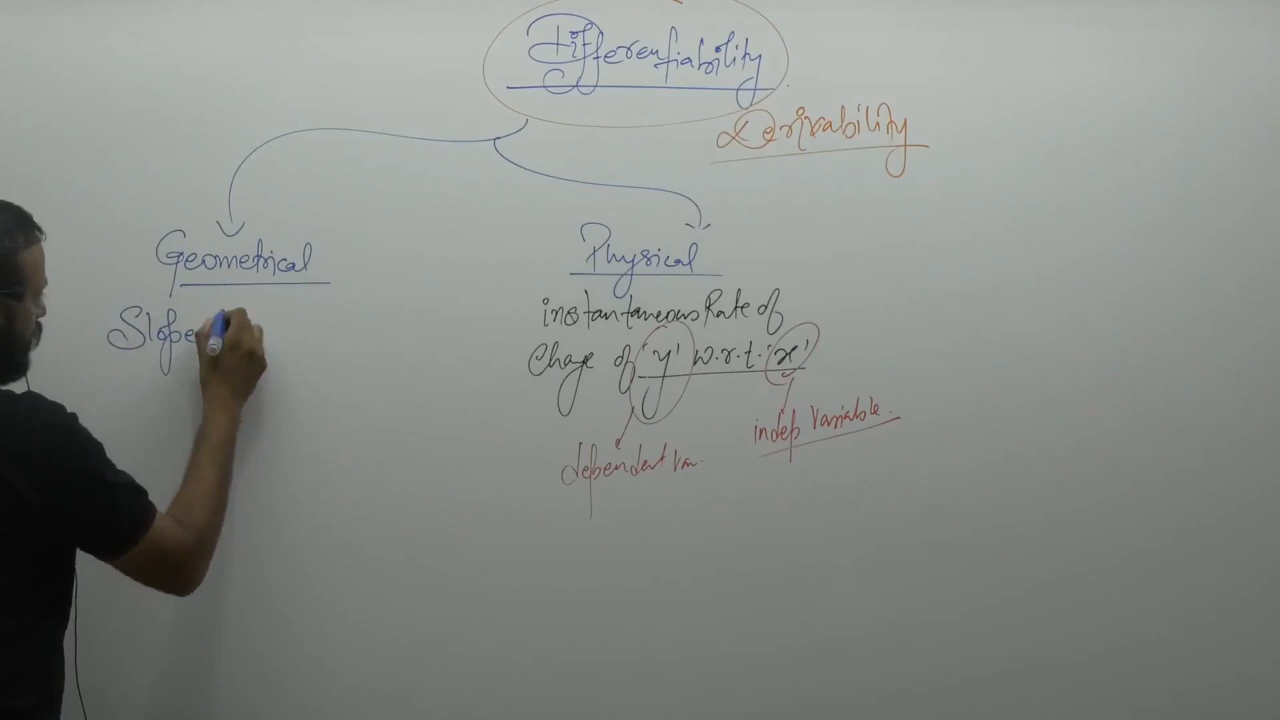 Differentiability
Derivability
Geometrical
Slope
Physical
instantaneous Rate of
Chage of 'y' w.r.t. 'x'
dependent var.
indep variable.